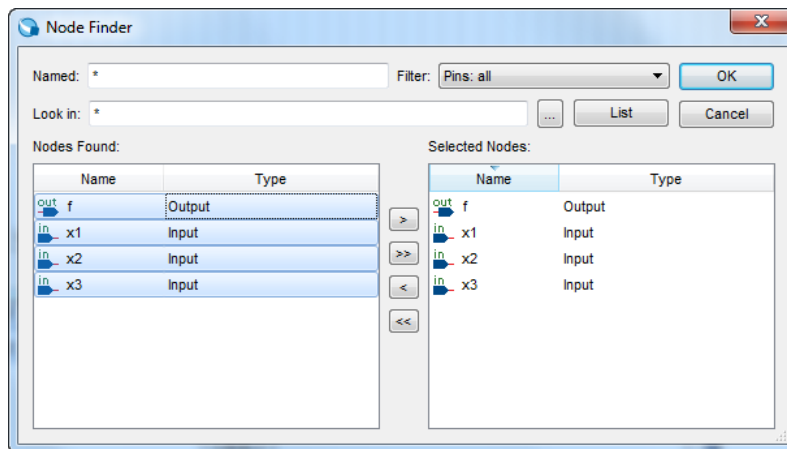 Node Finder
Named: * Filter: Pins: all OK
Look in: * ... List Cancel
Nodes Found: Selected Nodes:
Name Type Name Type
out f Output out f Output
in x1 Input in x1 Input
in x2 Input in x2 Input
in x3 Input in x3 Input
>
>>
<
<<